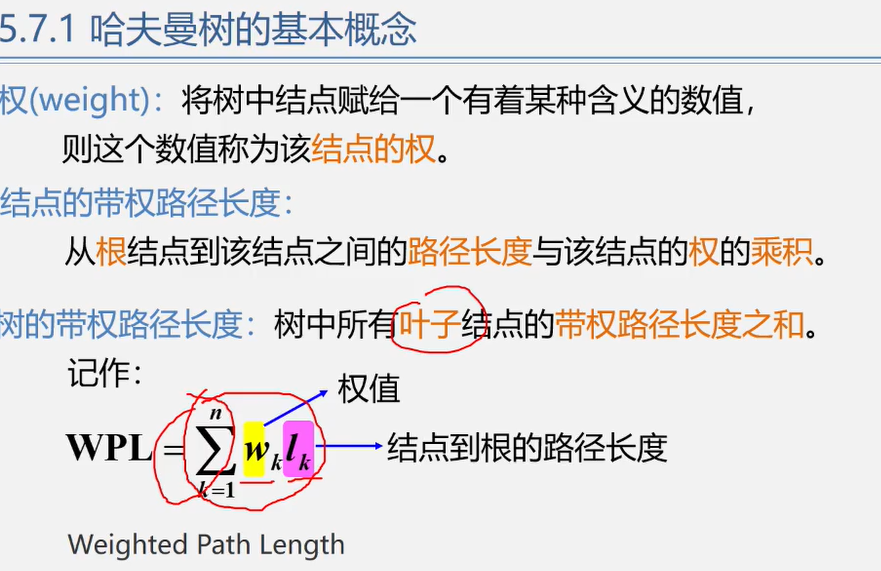 5.7.1 哈夫曼树的基本概念
权(weight)：将树中结点赋给一个有着某种含义的数值，
则这个数值称为该结点的权。
结点的带权路径长度：
从根结点到该结点之间的路径长度与该结点的权的乘积。
树的带权路径长度：树中所有叶子结点的带权路径长度之和。
记作：
权值
WPL = ∑ₖ₌₁ⁿ wₖlₖ
结点到根的路径长度
Weighted Path Length